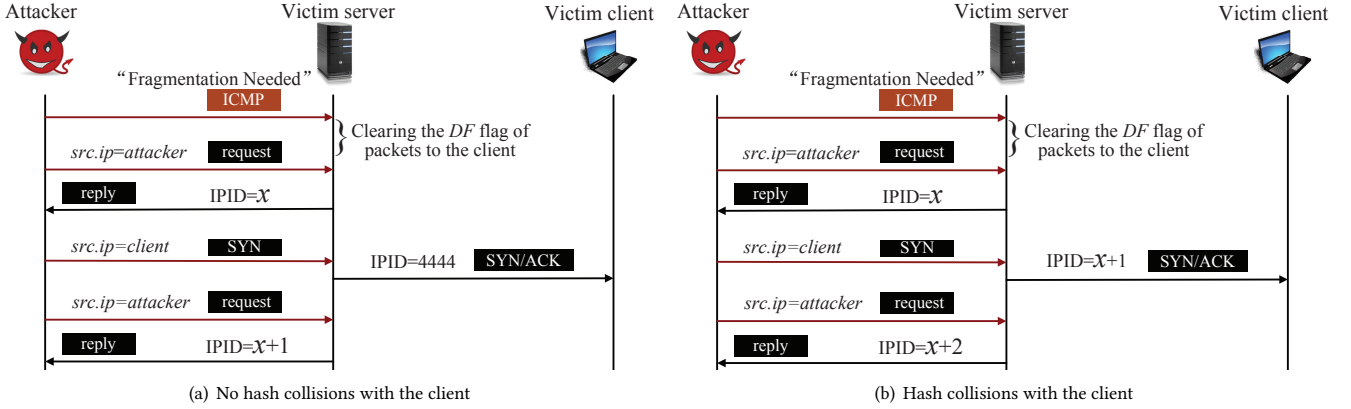 Attacker
Victim server
Victim client
“Fragmentation Needed”
ICMP
Clearing the DF flag of
packets to the client
src.ip=attacker
request
reply
IPID=x
src.ip=client
SYN
IPID=4444
SYN/ACK
src.ip=attacker
request
reply
IPID=x+1
(a) No hash collisions with the client
Attacker
Victim server
Victim client
“Fragmentation Needed”
ICMP
Clearing the DF flag of
packets to the client
src.ip=attacker
request
reply
IPID=x
src.ip=client
SYN
IPID=x+1
SYN/ACK
src.ip=attacker
request
reply
IPID=x+2
(b) Hash collisions with the client